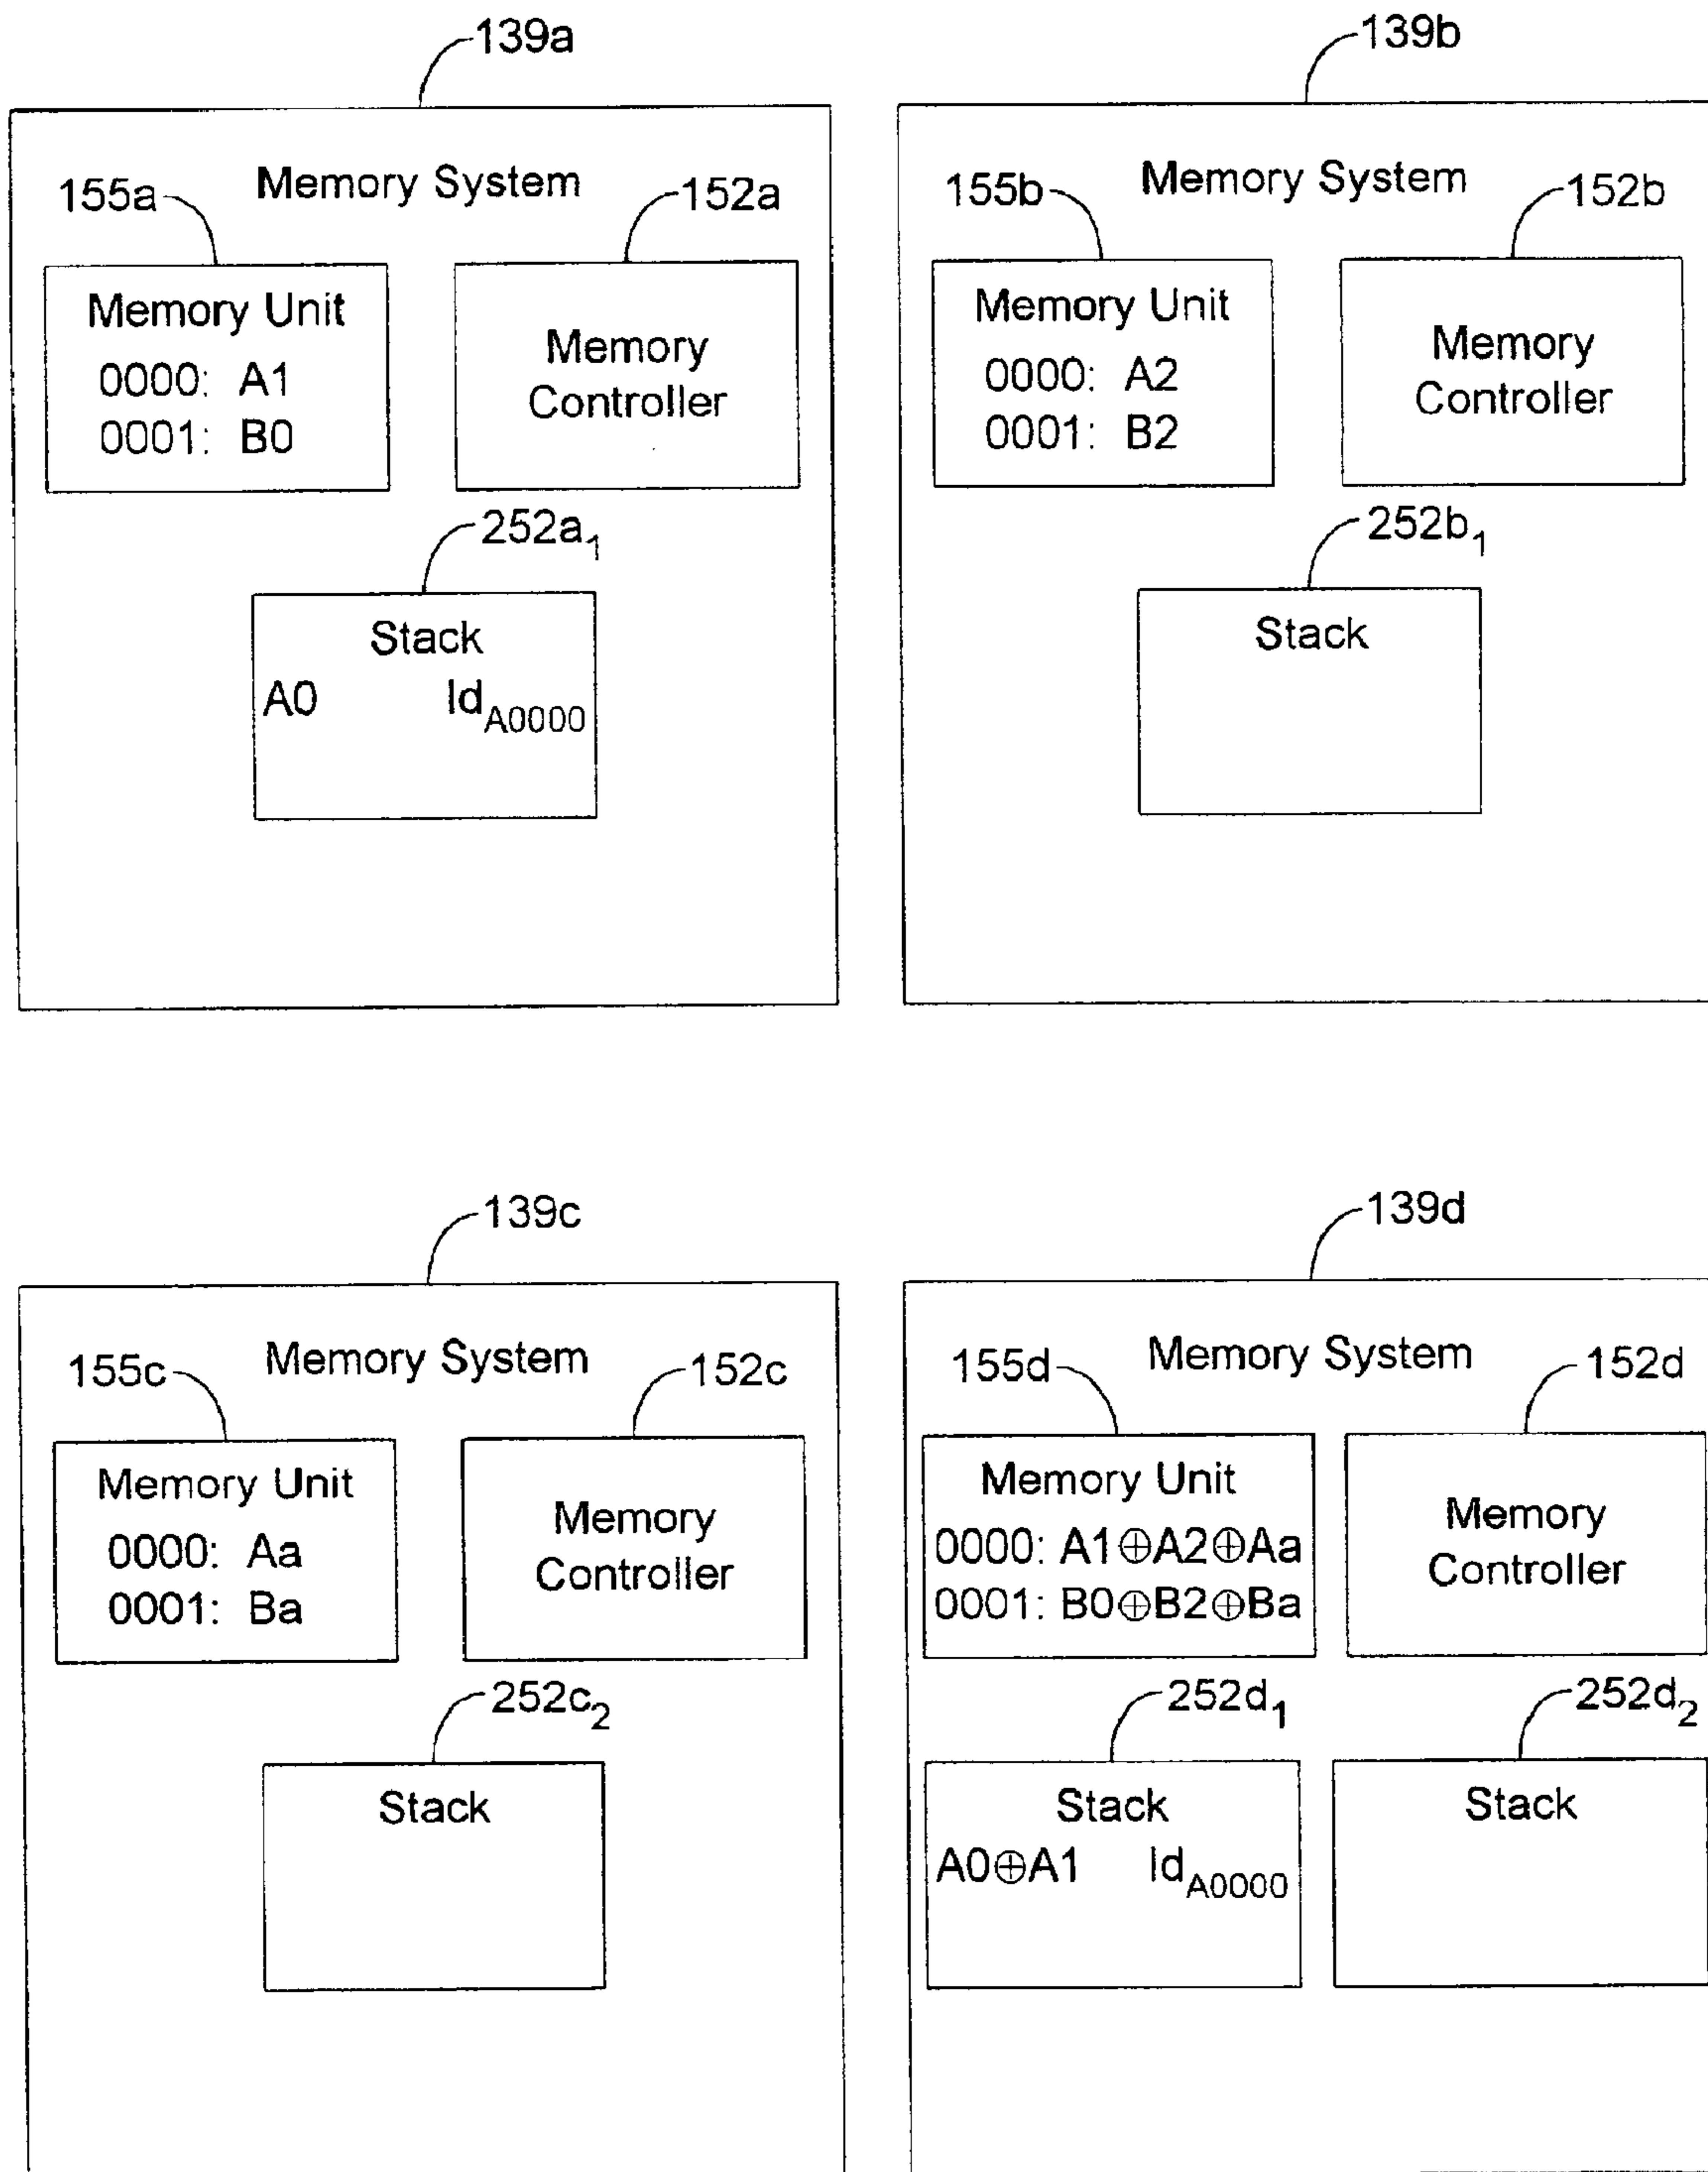 139a
139b
Memory System
155a
152a
Memory Unit
0000: A1
0001: B0
Memory
Controller
252a₁
Stack
A0 Id_A0000
Memory System
155b
152b
Memory Unit
0000: A2
0001: B2
Memory
Controller
252b₁
Stack
139c
139d
Memory System
155c
152c
Memory Unit
0000: Aa
0001: Ba
Memory
Controller
252c₂
Stack
Memory System
155d
152d
Memory Unit
0000: A1⊕A2⊕Aa
0001: B0⊕B2⊕Ba
Memory
Controller
252d₁
252d₂
Stack
A0⊕A1 Id_A0000
Stack